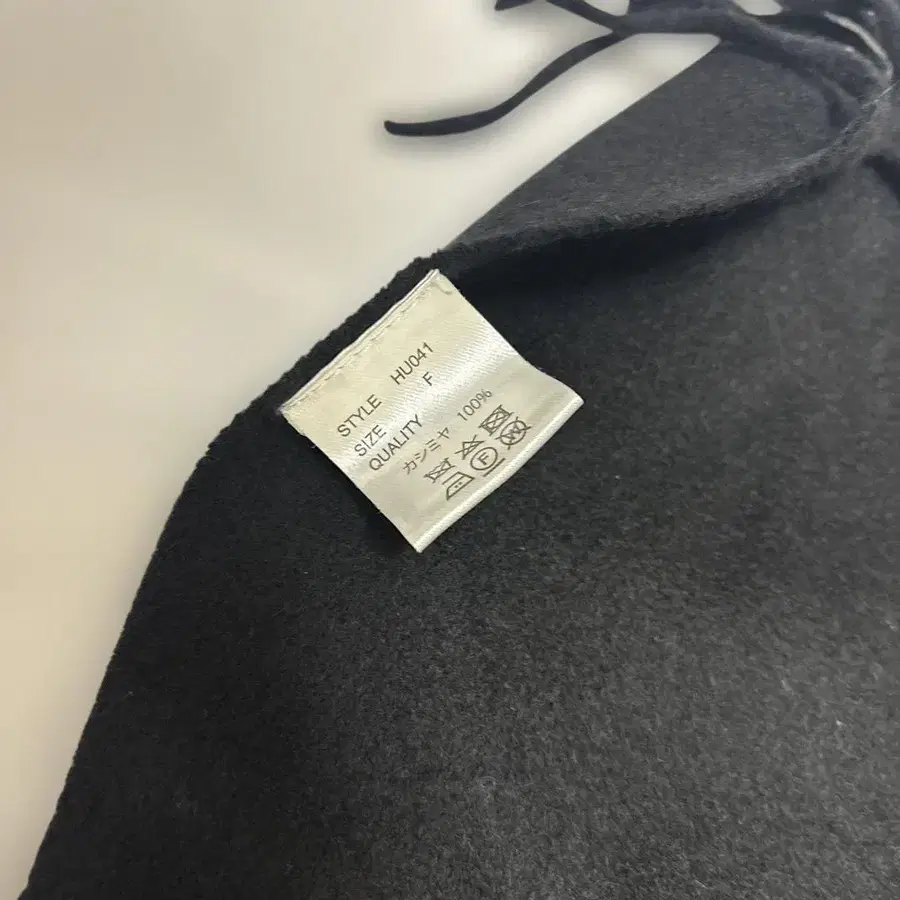 STYLE HU041
SIZE F
QUALITY
カシミヤ 100%
F W